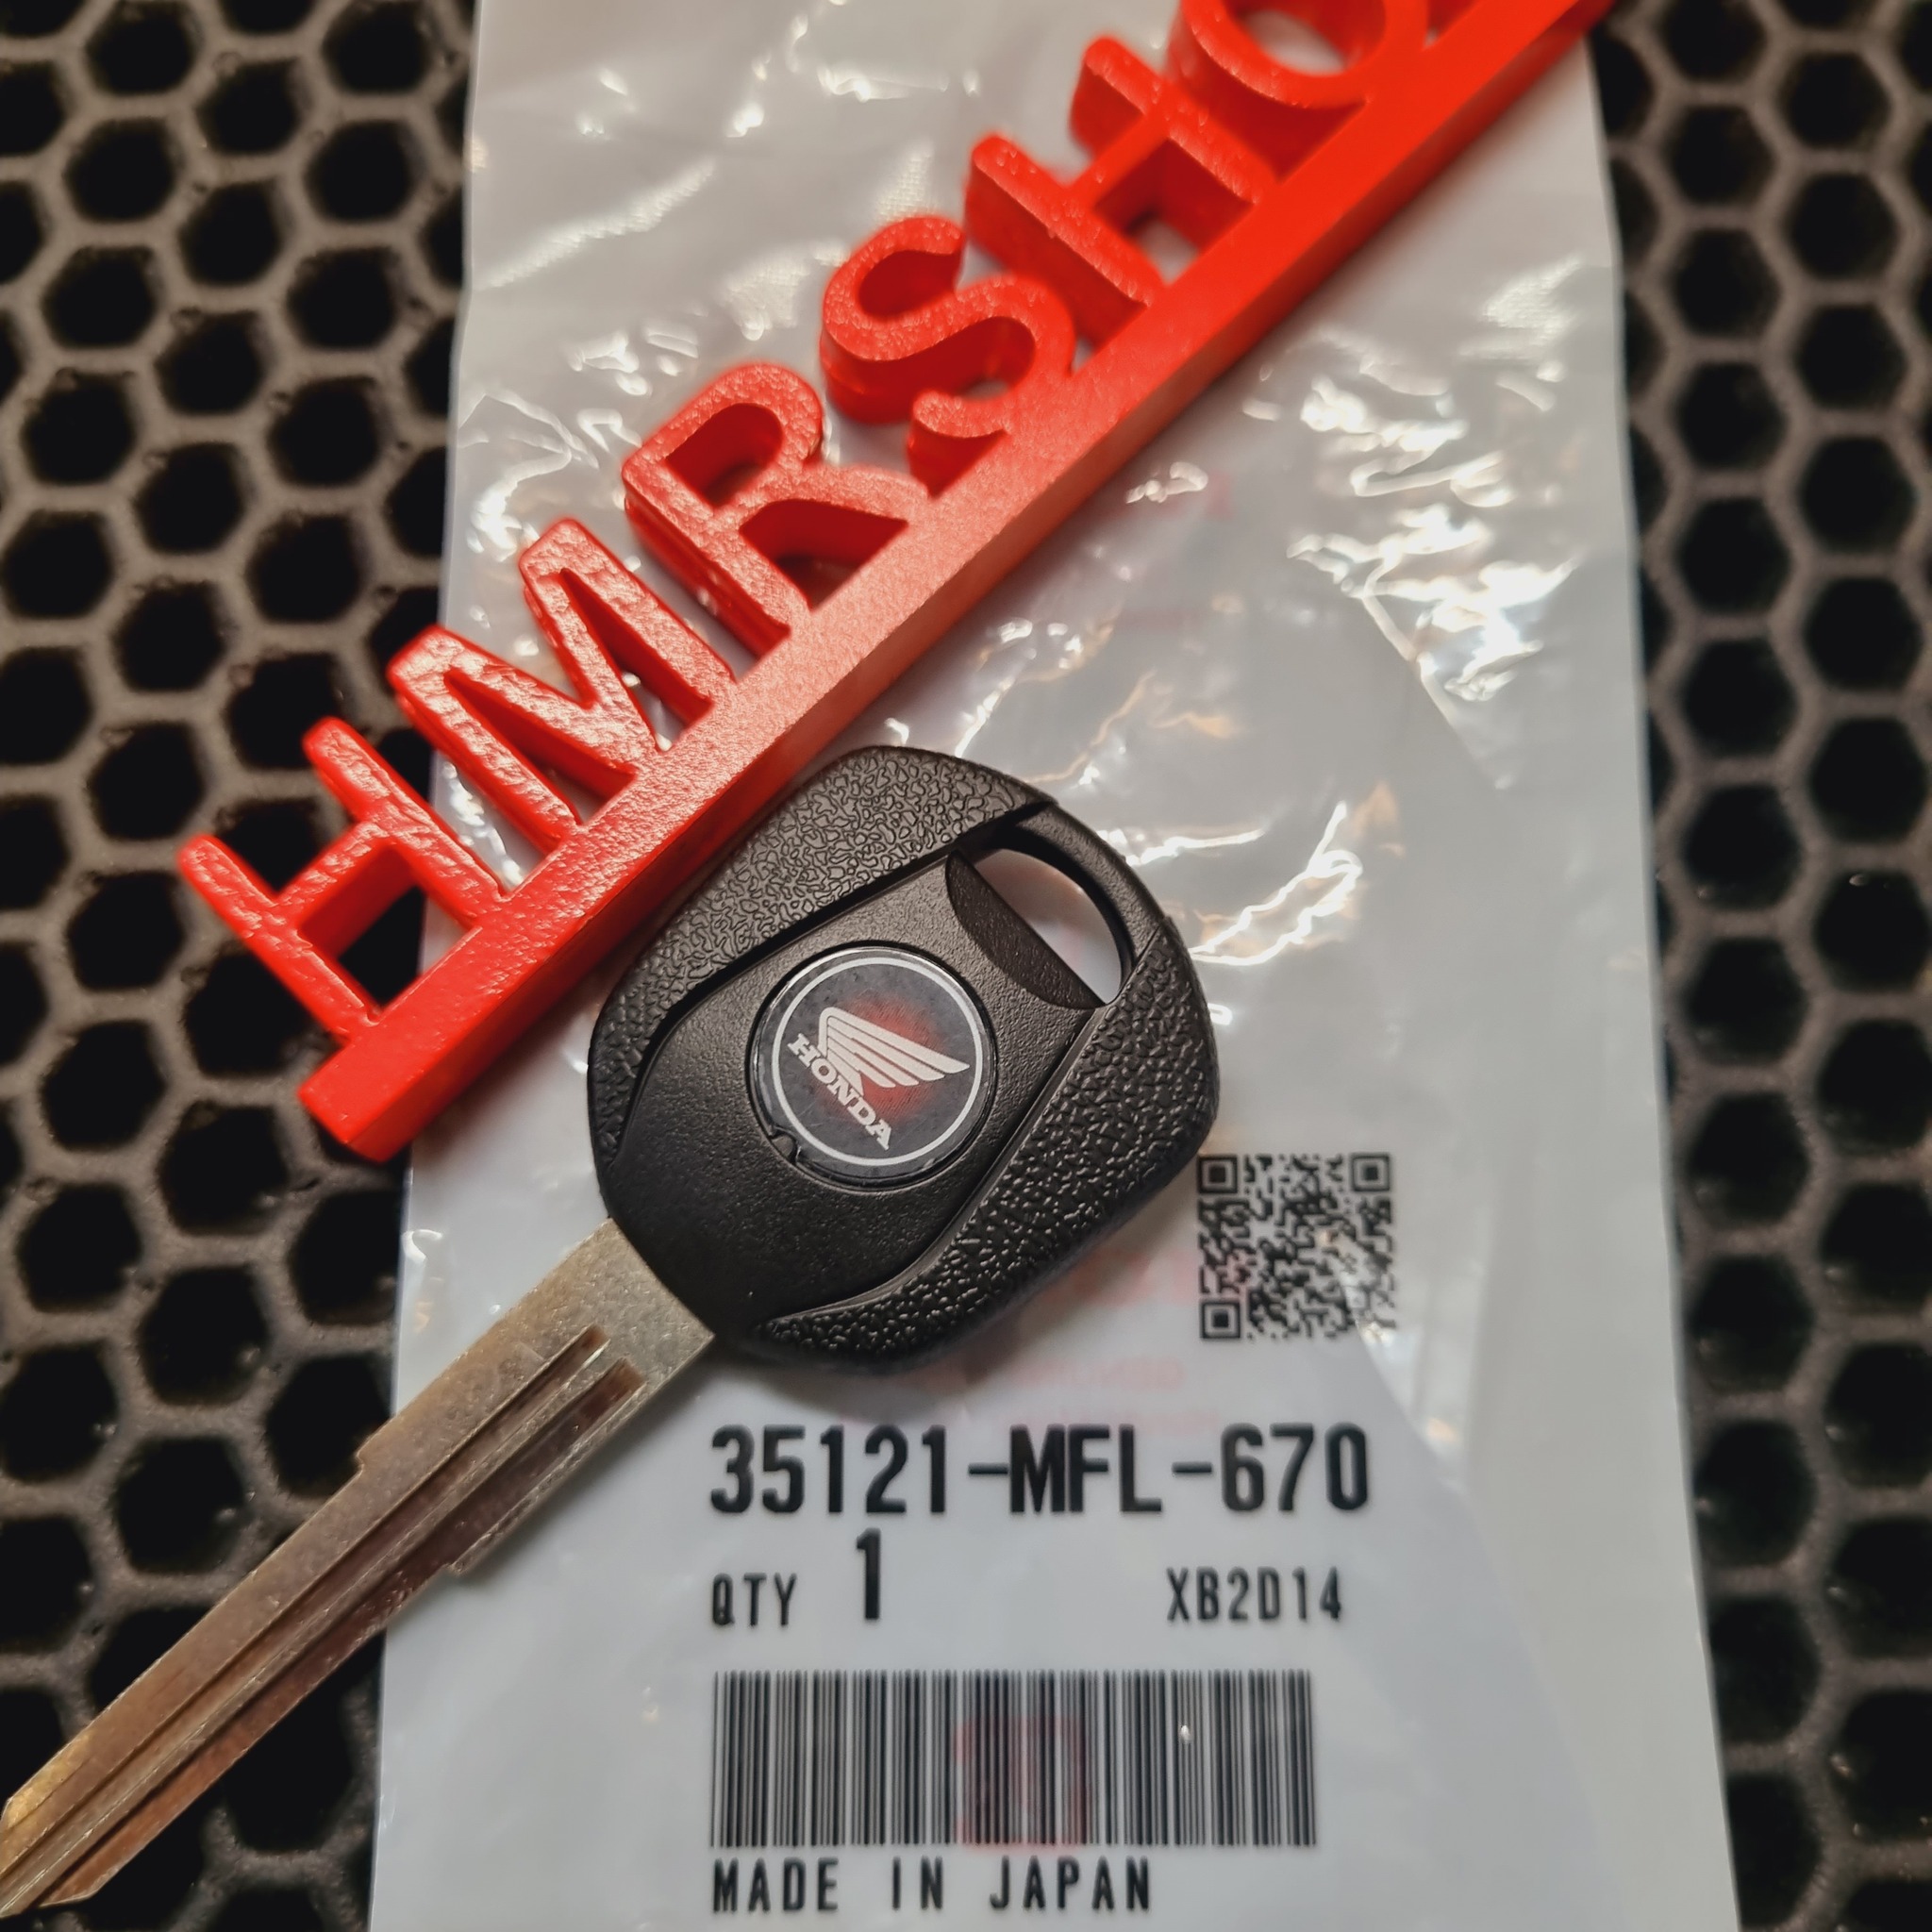 HMRSHO
HONDA
35121-MFL-670
QTY 1 XB2D14
MADE IN JAPAN